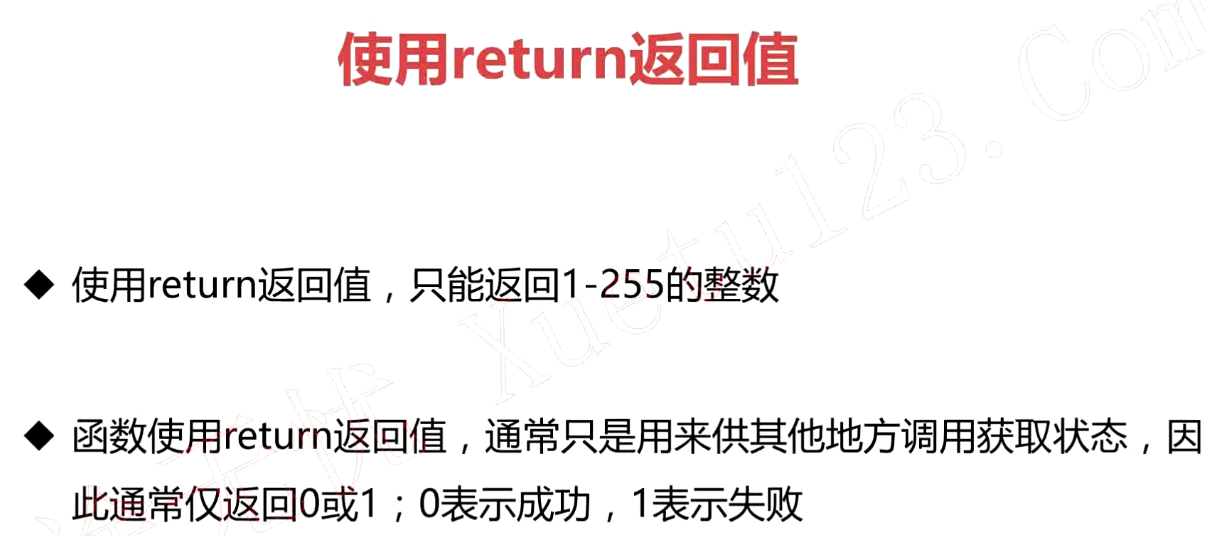 使用return返回值
◆ 使用return返回值，只能返回1-255的整数
◆ 函数使用return返回值，通常只是用来供其他地方调用获取状态，因
此通常仅返回0或1；0表示成功，1表示失败
无忧 Xuetu123.Com